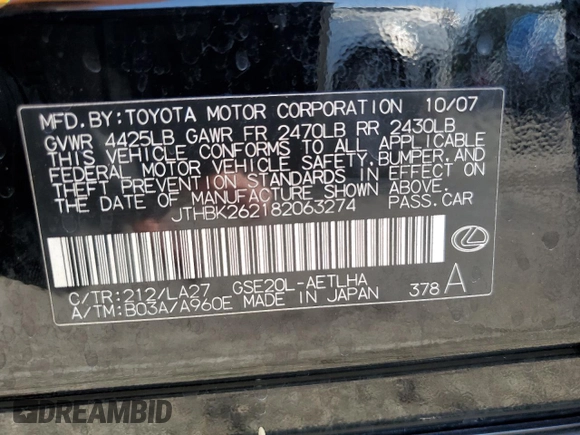 MFD.BY:TOYOTA MOTOR CORPORATION 10/07
GVWR 4425LB GAWR FR 2470LB RR 2430LB
THIS VEHICLE CONFORMS TO ALL APPLICABLE
FEDERAL MOTOR VEHICLE SAFETY,BUMPER,AND
THEFT PREVENTION STANDARDS IN EFFECT ON
THE DATE OF MANUFACTURE SHOWN ABOVE.
JTHBK262182063274 PASS.CAR
C/TR:212/LA27 GSE20L-AETLHA
A/TM:B03A/A960E MADE IN JAPAN 378 A
DREAMBID